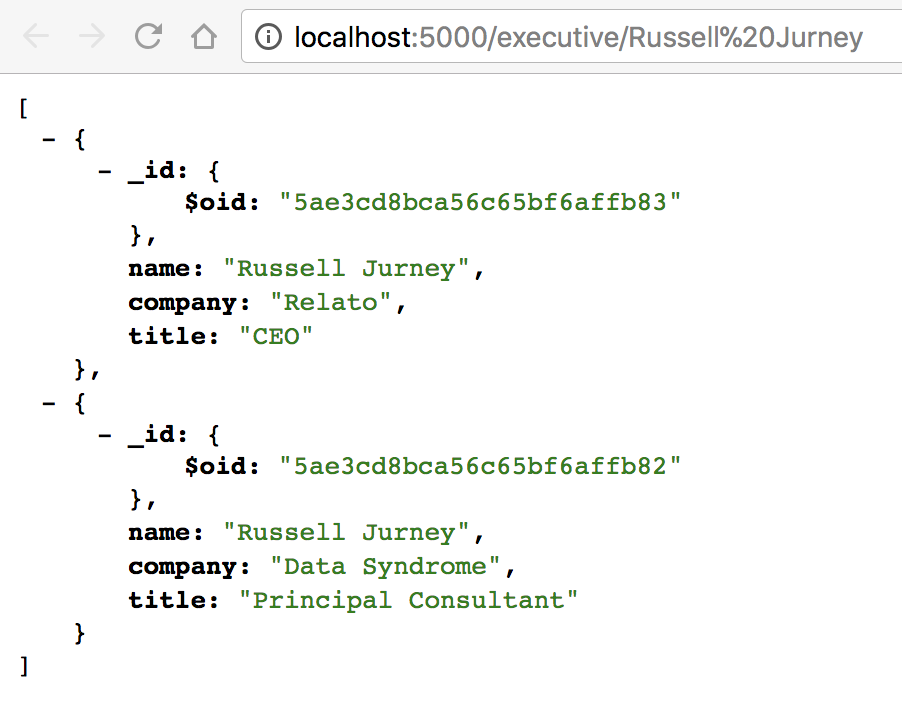 localhost:5000/executive/Russell%20Jurney
[
- {
- _id: {
$oid: "5ae3cd8bca56c65bf6affb83"
},
name: "Russell Jurney",
company: "Relato",
title: "CEO"
},
- {
- _id: {
$oid: "5ae3cd8bca56c65bf6affb82"
},
name: "Russell Jurney",
company: "Data Syndrome",
title: "Principal Consultant"
}
]